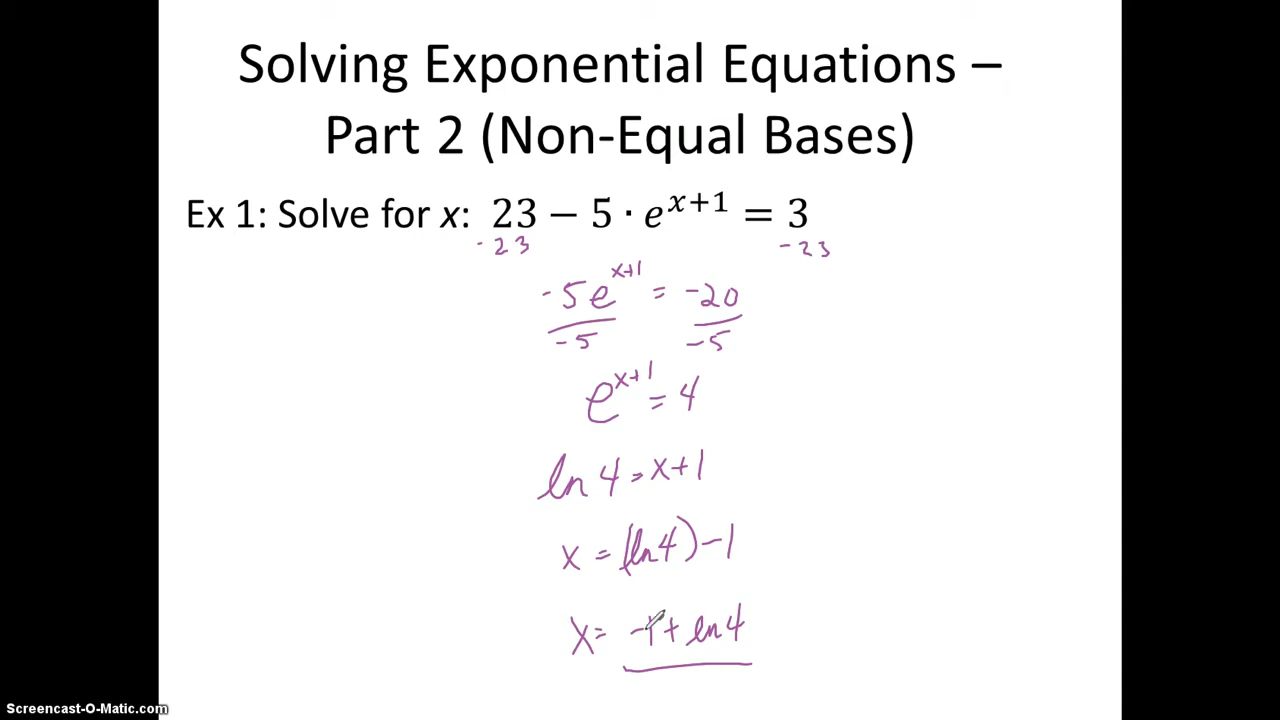 Solving Exponential Equations –
Part 2 (Non-Equal Bases)
Ex 1: Solve for x: 23 − 5 · e^{x+1} = 3
-23 -23
-5e^{x+1} = -20
-5 -5
e^{x+1} = 4
ln 4 = x+1
x = (ln 4) - 1
x = -1 + ln 4
Screencast-O-Matic.com